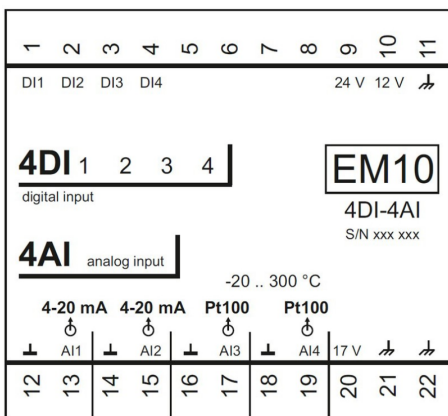 1 2 3 4 5 6 7 8 9 10 11
DI1 DI2 DI3 DI4 24 V 12 V
4DI 1 2 3 4
digital input
EM10
4DI-4AI
S/N xxx xxx
4AI analog input
-20 .. 300 °C
4-20 mA 4-20 mA Pt100 Pt100
AI1 AI2 AI3 AI4 17 V
12 13 14 15 16 17 18 19 20 21 22